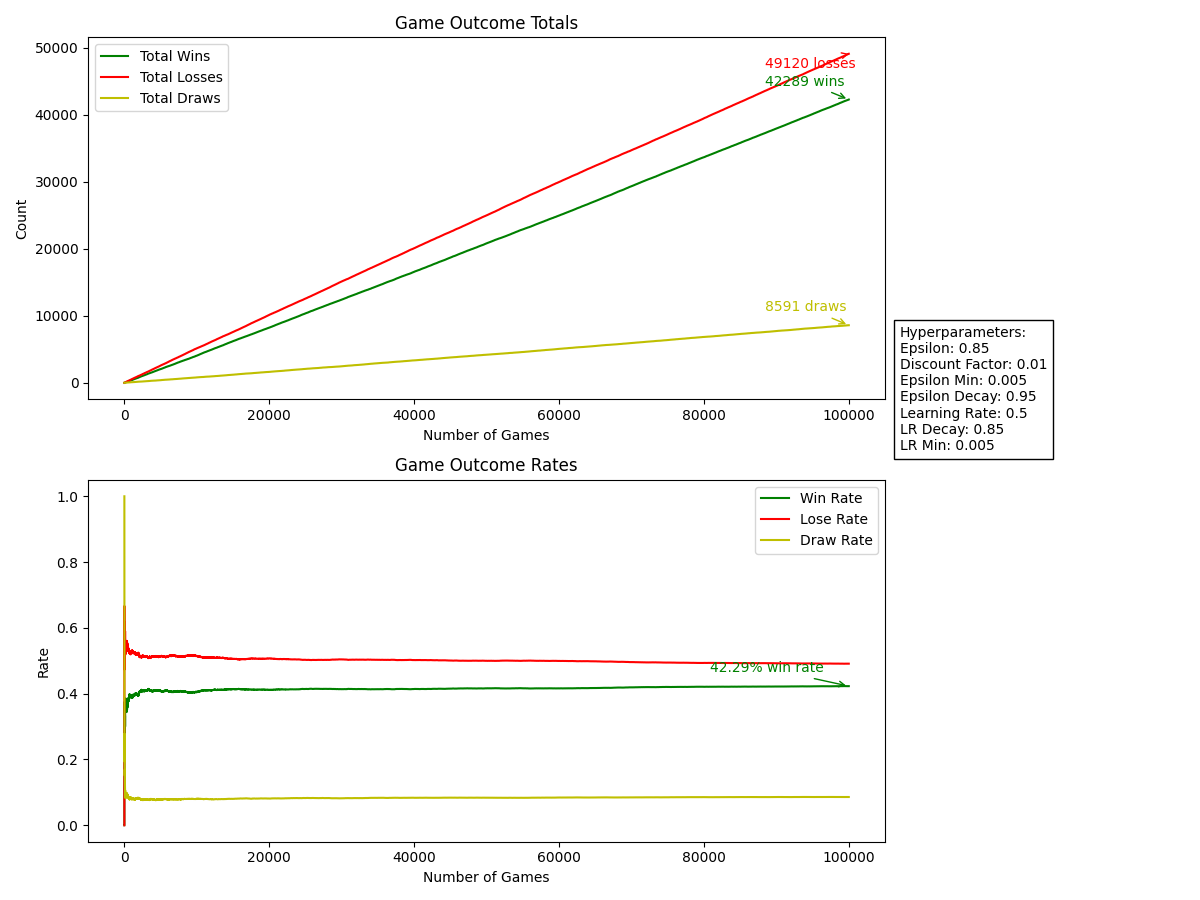 Game Outcome Totals
50000
40000
30000
20000
10000
0
Count
Total Wins
Total Losses
Total Draws
49120 losses
42289 wins
8591 draws
0
20000
40000
60000
80000
100000
Number of Games
Hyperparameters:
Epsilon: 0.85
Discount Factor: 0.01
Epsilon Min: 0.005
Epsilon Decay: 0.95
Learning Rate: 0.5
LR Decay: 0.85
LR Min: 0.005
Game Outcome Rates
1.0
0.8
0.6
0.4
0.2
0.0
Rate
Win Rate
Lose Rate
Draw Rate
42.29% win rate
0
20000
40000
60000
80000
100000
Number of Games